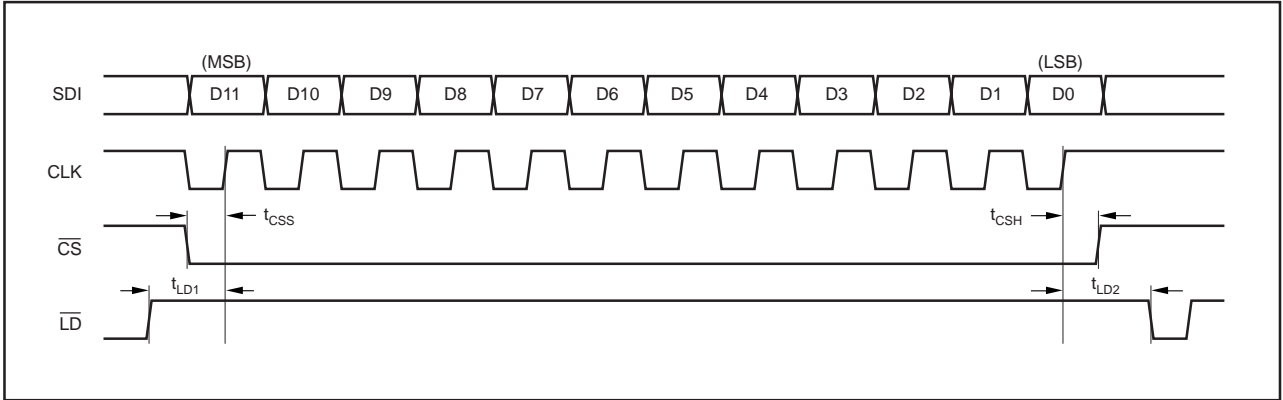 (MSB) (LSB)
SDI D11 D10 D9 D8 D7 D6 D5 D4 D3 D2 D1 D0
CLK
tCSS tCSH
CS
tLD1 tLD2
LD